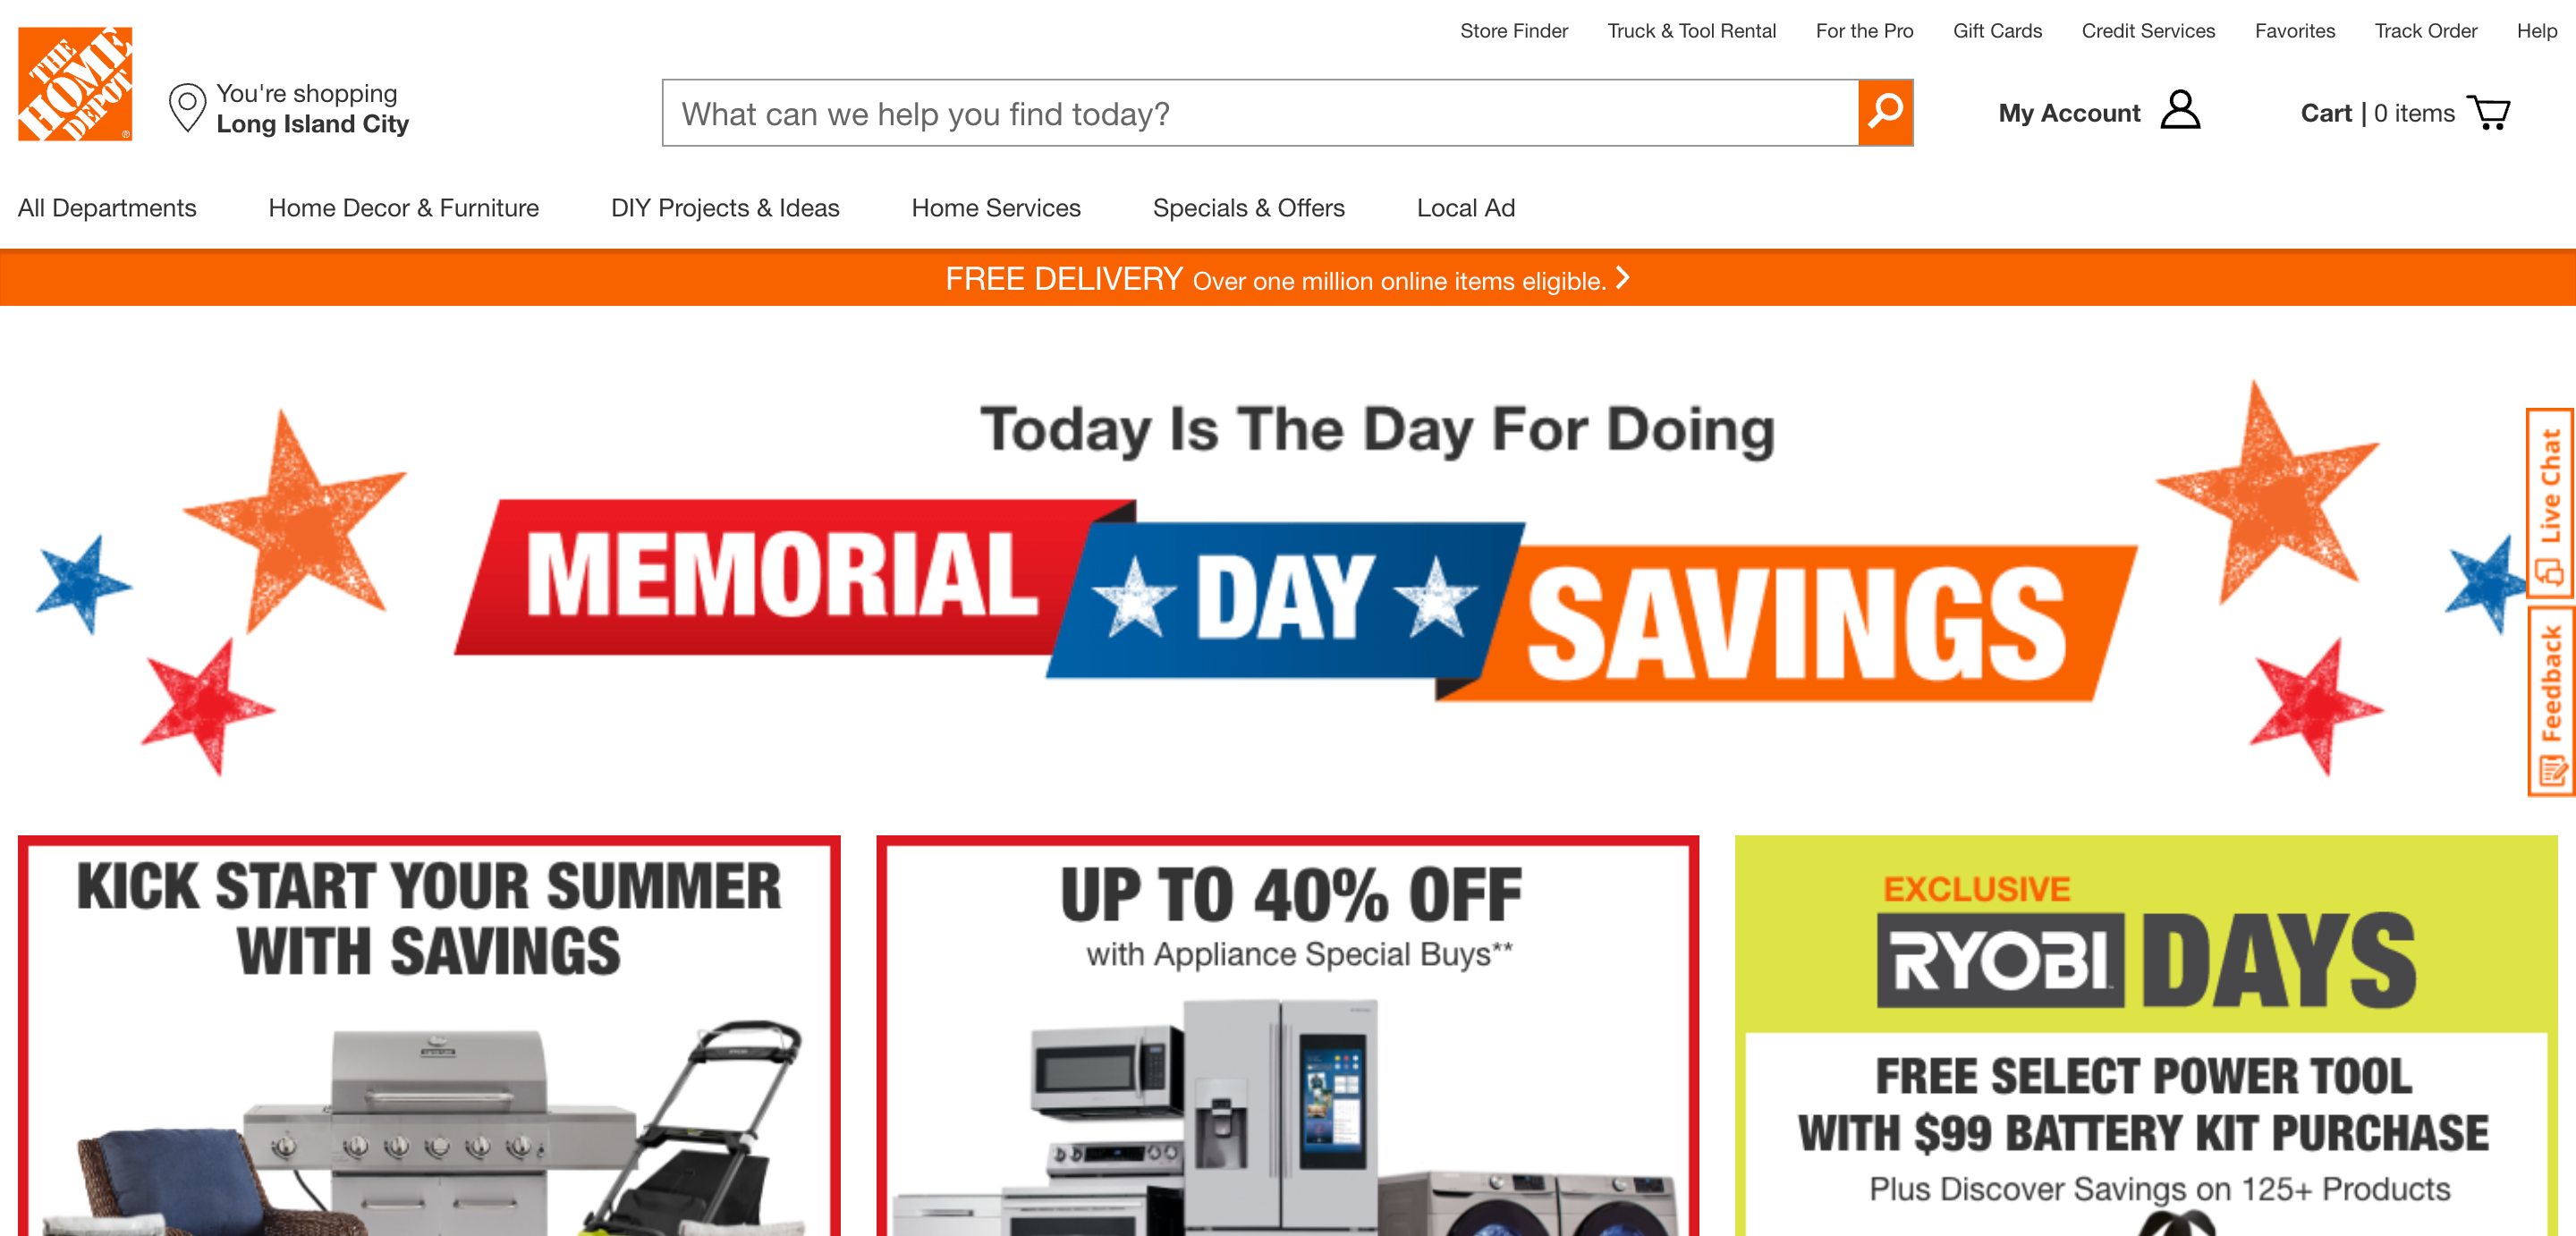 Store Finder Truck & Tool Rental For the Pro Gift Cards Credit Services Favorites Track Order Help
THE
HOME
DEPOT
®
You're shopping
Long Island City
What can we help you find today?
My Account
Cart | 0 items
All Departments Home Decor & Furniture DIY Projects & Ideas Home Services Specials & Offers Local Ad
FREE DELIVERY Over one million online items eligible.
Today Is The Day For Doing
MEMORIAL DAY SAVINGS
Live Chat
Feedback
KICK START YOUR SUMMER
WITH SAVINGS
UP TO 40% OFF
with Appliance Special Buys**
EXCLUSIVE
RYOBI DAYS
FREE SELECT POWER TOOL
WITH $99 BATTERY KIT PURCHASE
Plus Discover Savings on 125+ Products